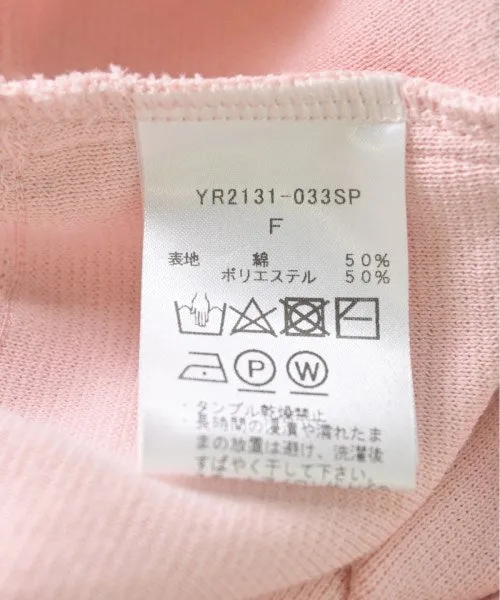 YR2131-033SP
F
表地 綿 50%
ポリエステル 50%
P W
・タンブル乾燥禁止
・長時間の浸漬や濡れたま
まの放置は避け、洗濯後
すばやく干して下さい。